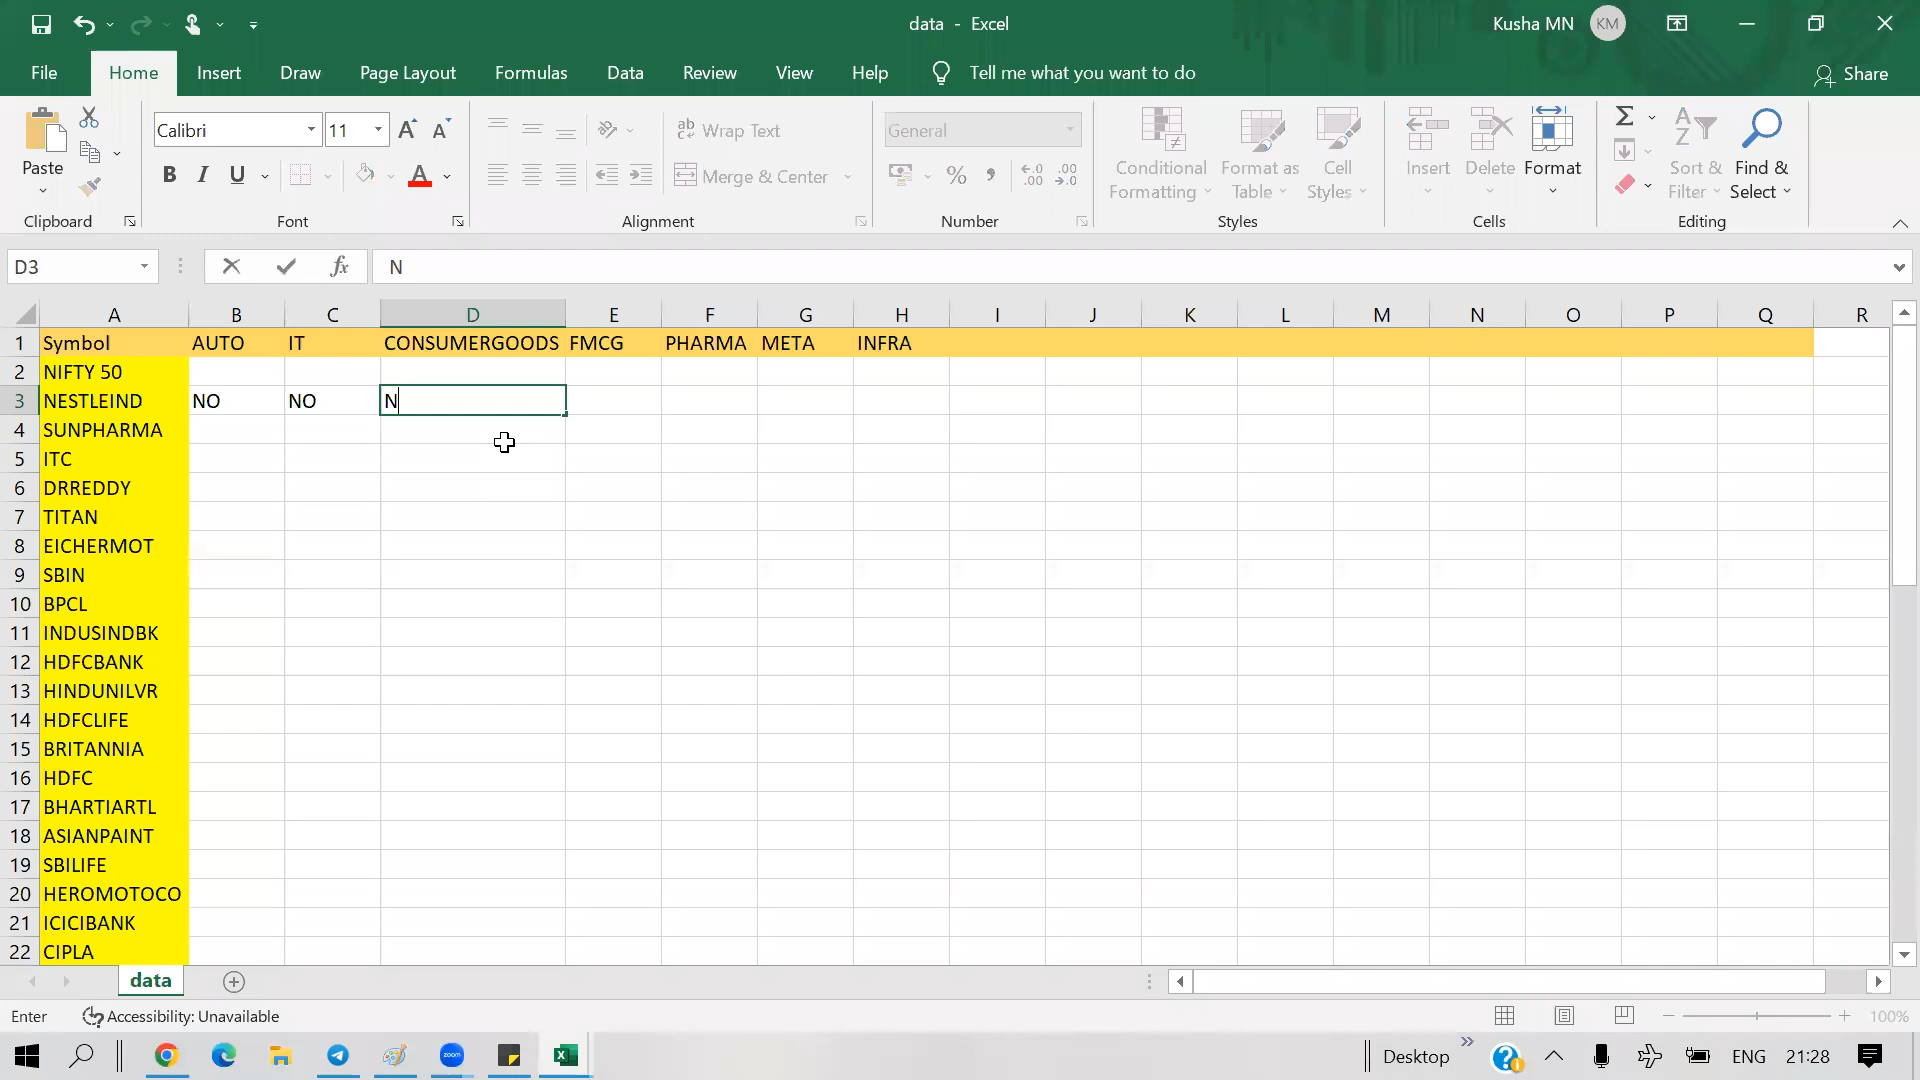 data - Excel
Kusha MN
KM
File
Home
Insert
Draw
Page Layout
Formulas
Data
Review
View
Help
Tell me what you want to do
Share
Paste
Calibri
11
B I U
A
ab Wrap Text
Merge & Center
General
%
Conditional Formatting
Format as Table
Cell Styles
Insert
Delete
Format
Sort & Filter
Find & Select
Clipboard
Font
Alignment
Number
Styles
Cells
Editing
D3
fx
N
A B C D E F G H I J K L M N O P Q R
1 Symbol AUTO IT CONSUMERGOODS FMCG PHARMA META INFRA
2 NIFTY 50
3 NESTLEIND NO NO N
4 SUNPHARMA
5 ITC
6 DRREDDY
7 TITAN
8 EICHERMOT
9 SBIN
10 BPCL
11 INDUSINDBK
12 HDFCBANK
13 HINDUNILVR
14 HDFCLIFE
15 BRITANNIA
16 HDFC
17 BHARTIARTL
18 ASIANPAINT
19 SBILIFE
20 HEROMOTOCO
21 ICICIBANK
22 CIPLA
data
Enter
Accessibility: Unavailable
100%
zoom
Desktop
ENG
21:28